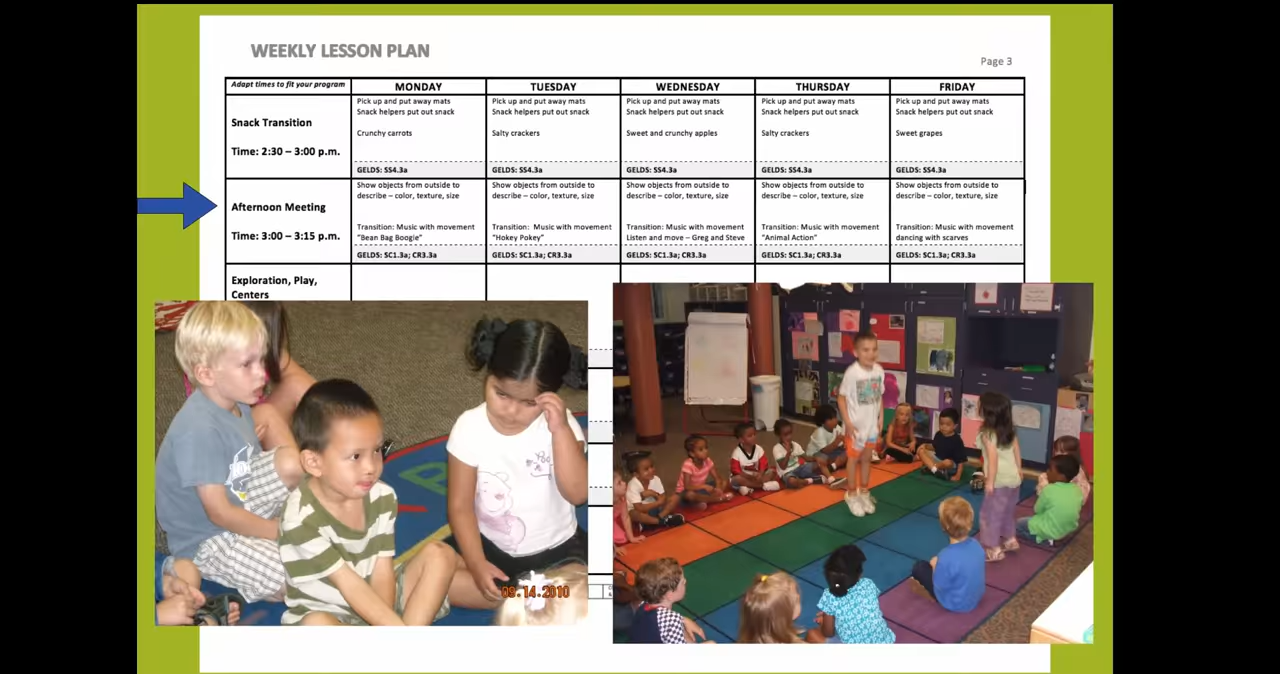 WEEKLY LESSON PLAN
Page 3
Adapt times to fit your program
MONDAY
TUESDAY
WEDNESDAY
THURSDAY
FRIDAY
Snack Transition
Time: 2:30 – 3:00 p.m.
Pick up and put away mats
Snack helpers put out snack
Crunchy carrots
GELDS: SS4.3a
Pick up and put away mats
Snack helpers put out snack
Salty crackers
GELDS: SS4.3a
Pick up and put away mats
Snack helpers put out snack
Sweet and crunchy apples
GELDS: SS4.3a
Pick up and put away mats
Snack helpers put out snack
Salty crackers
GELDS: SS4.3a
Pick up and put away mats
Snack helpers put out snack
Sweet grapes
GELDS: SS4.3a
Afternoon Meeting
Time: 3:00 – 3:15 p.m.
Show objects from outside to
describe – color, texture, size
Transition: Music with movement
"Bean Bag Boogie"
GELDS: SC1.3a; CR3.3a
Show objects from outside to
describe – color, texture, size
Transition: Music with movement
"Hokey Pokey"
GELDS: SC1.3a; CR3.3a
Show objects from outside to
describe – color, texture, size
Transition: Music with movement
Listen and move – Greg and Steve
GELDS: SC1.3a; CR3.3a
Show objects from outside to
describe – color, texture, size
Transition: Music with movement
"Animal Action"
GELDS: SC1.3a; CR3.3a
Show objects from outside to
describe – color, texture, size
Transition: Music with movement
dancing with scarves
GELDS: SC1.3a; CR3.3a
Exploration, Play,
Centers
09.14.2010